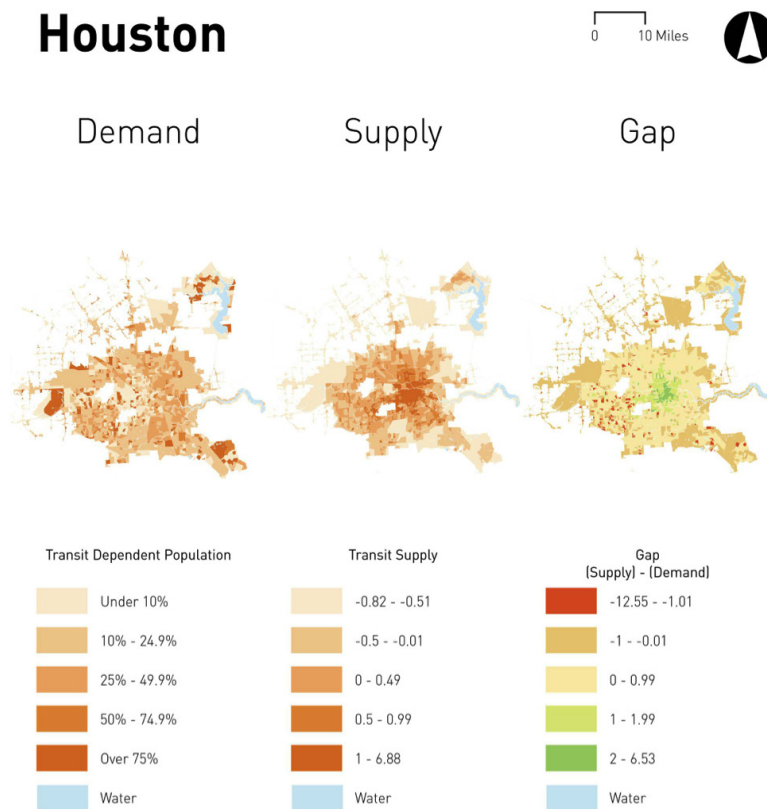 Houston
0 10 Miles
Demand
Supply
Gap
Transit Dependent Population
Under 10%
10% - 24.9%
25% - 49.9%
50% - 74.9%
Over 75%
Water
Transit Supply
-0.82 - -0.51
-0.5 - -0.01
0 - 0.49
0.5 - 0.99
1 - 6.88
Water
Gap
(Supply) - (Demand)
-12.55 - -1.01
-1 - -0.01
0 - 0.99
1 - 1.99
2 - 6.53
Water